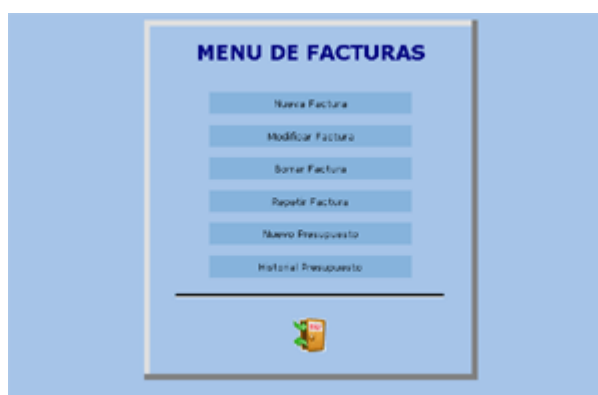 MENU DE FACTURAS
Nueva Factura
Modificar Factura
Borrar Factura
Repetir Factura
Nuevo Presupuesto
Historial Presupuesto